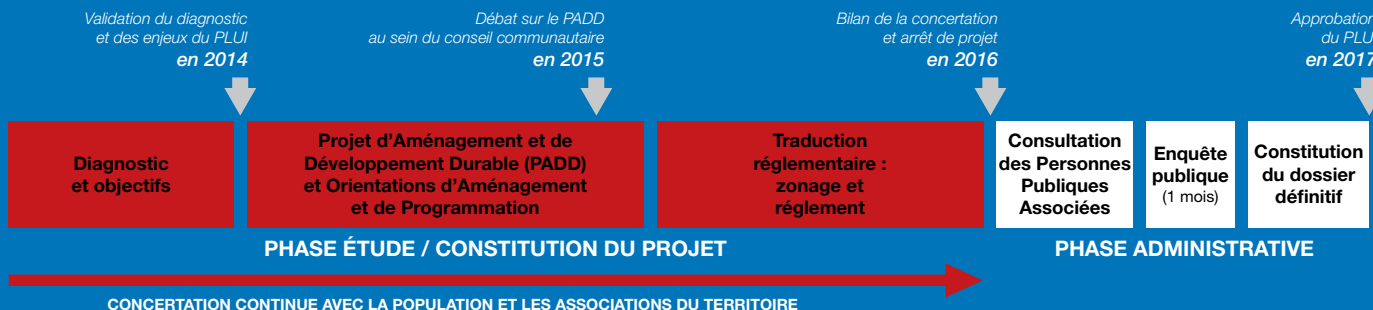 Validation du diagnostic
et des enjeux du PLUI
en 2014
Débat sur le PADD
au sein du conseil communautaire
en 2015
Bilan de la concertation
et arrêt de projet
en 2016
Approbation
du PLU
en 2017
Diagnostic
et objectifs
Projet d'Aménagement et de
Développement Durable (PADD)
et Orientations d'Aménagement
et de Programmation
Traduction
réglementaire :
zonage et
réglement
Consultation
des Personnes
Publiques
Associées
Enquête
publique
(1 mois)
Constitution
du dossier
définitif
PHASE ÉTUDE / CONSTITUTION DU PROJET
PHASE ADMINISTRATIVE
CONCERTATION CONTINUE AVEC LA POPULATION ET LES ASSOCIATIONS DU TERRITOIRE